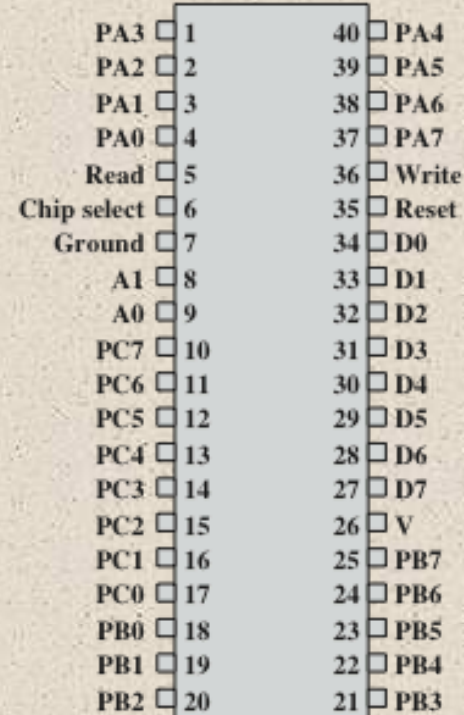 PA3 1 40 PA4
PA2 2 39 PA5
PA1 3 38 PA6
PA0 4 37 PA7
Read 5 36 Write
Chip select 6 35 Reset
Ground 7 34 D0
A1 8 33 D1
A0 9 32 D2
PC7 10 31 D3
PC6 11 30 D4
PC5 12 29 D5
PC4 13 28 D6
PC3 14 27 D7
PC2 15 26 V
PC1 16 25 PB7
PC0 17 24 PB6
PB0 18 23 PB5
PB1 19 22 PB4
PB2 20 21 PB3